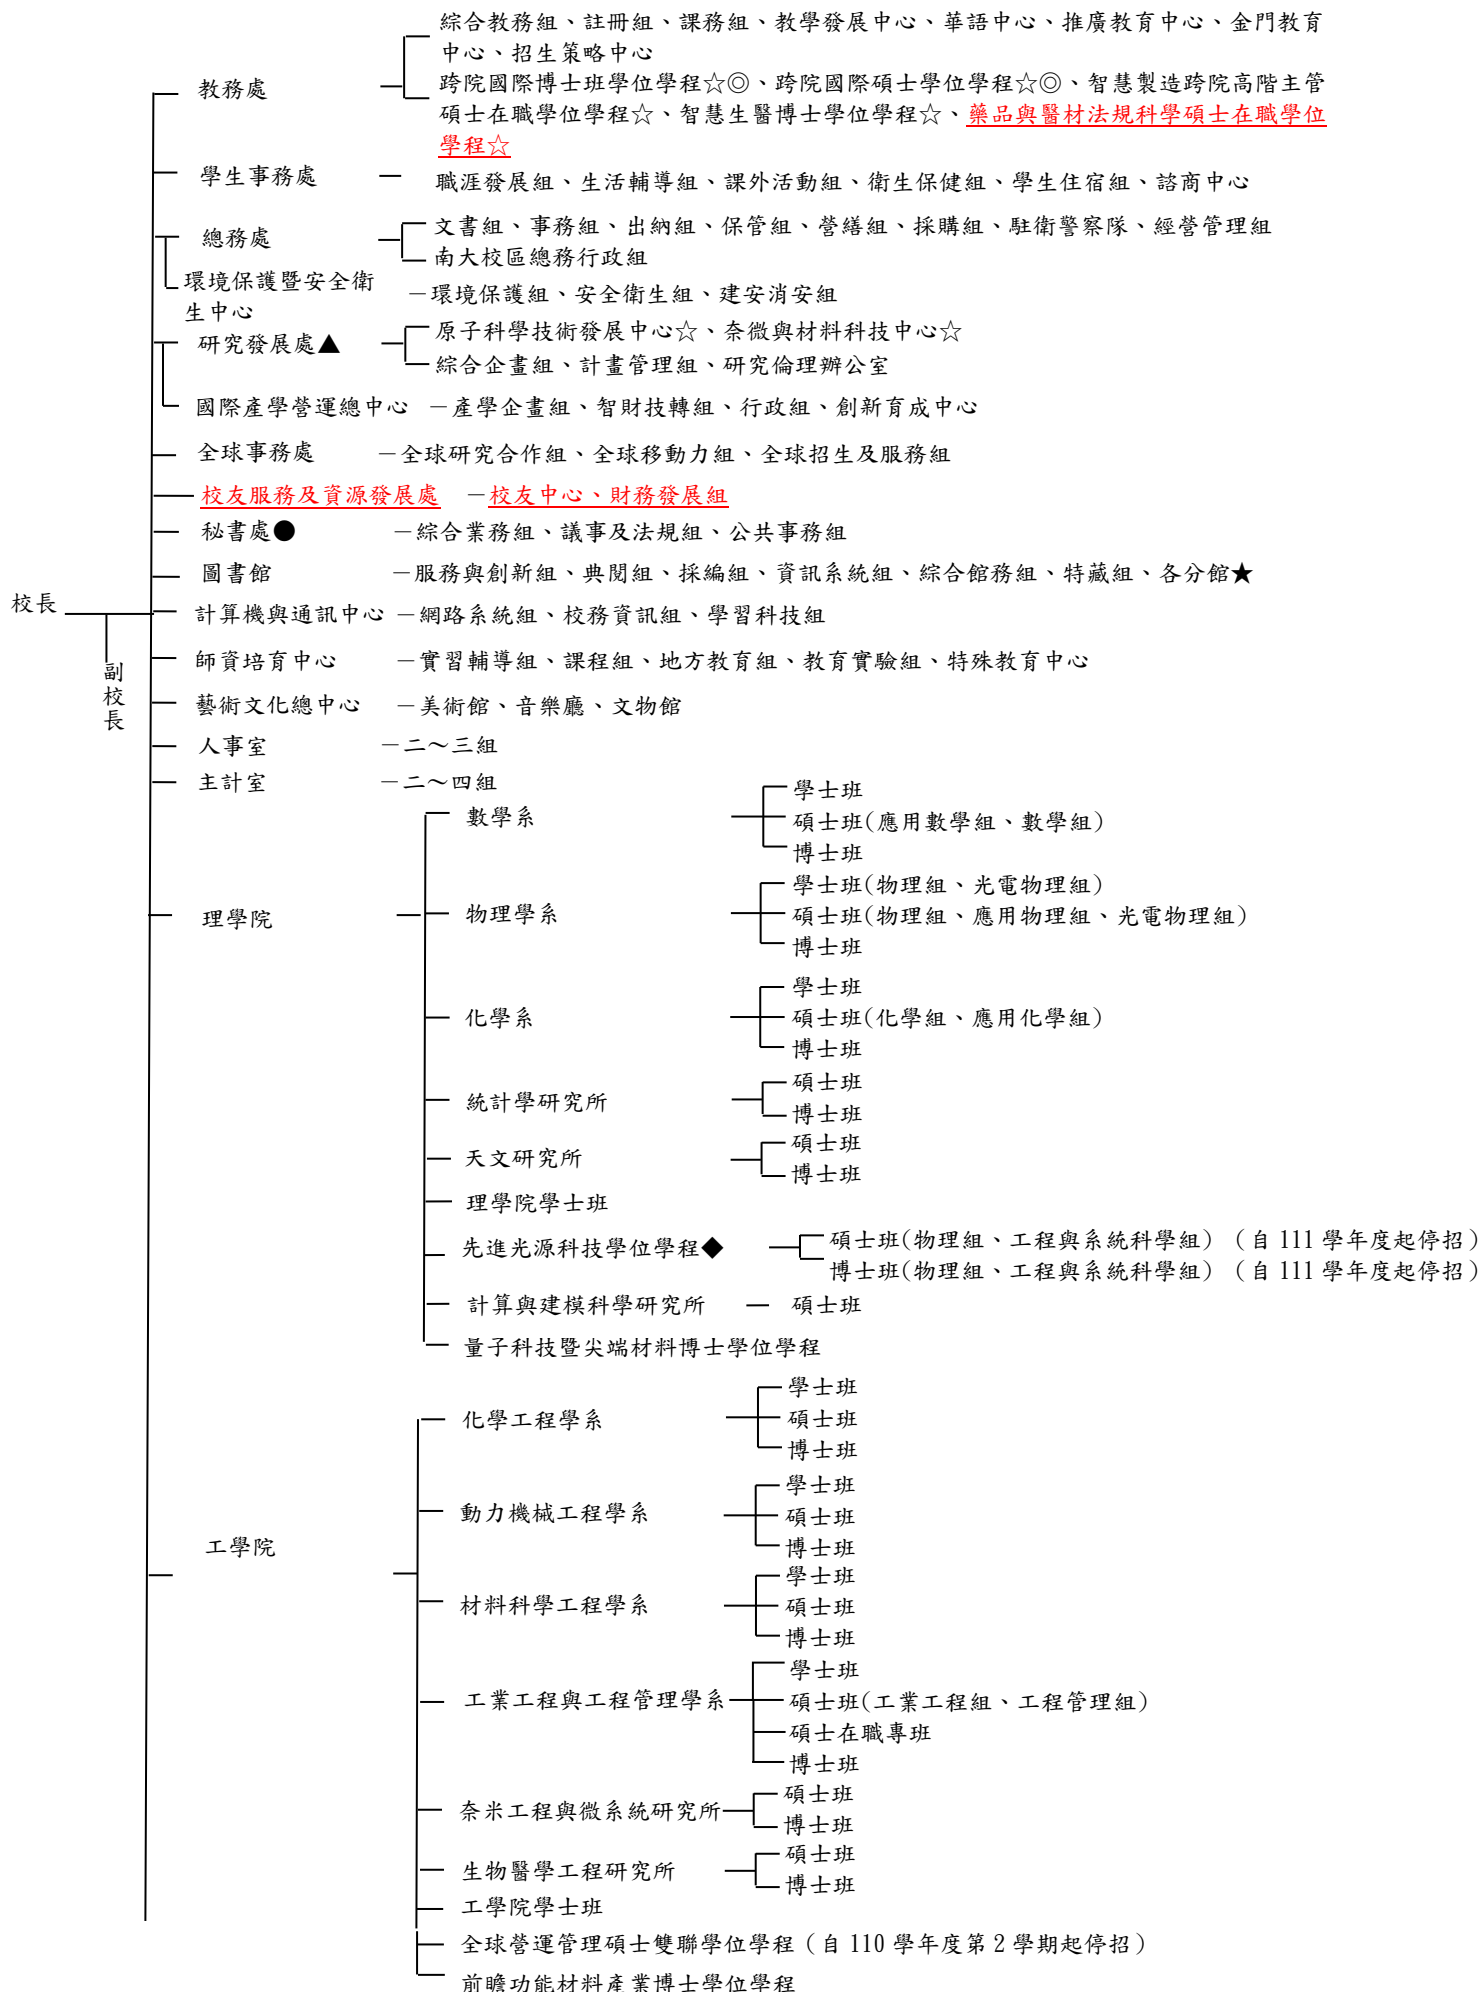 綜合教務組、註冊組、課務組、教學發展中心、華語中心、推廣教育中心、金門教育
中心、招生策略中心
教務處
跨院國際博士班學位學程☆◎、跨院國際碩士學位學程☆◎、智慧製造跨院高階主管
碩士在職學位學程☆、智慧生醫博士學位學程☆、藥品與醫材法規科學碩士在職學位
學程☆
學生事務處
職涯發展組、生活輔導組、課外活動組、衛生保健組、學生住宿組、諮商中心
總務處
文書組、事務組、出納組、保管組、營繕組、採購組、駐衛警察隊、經營管理組
南大校區總務行政組
環境保護暨安全衛
生中心
－環境保護組、安全衛生組、建安消安組
研究發展處▲
原子科學技術發展中心☆、奈微與材料科技中心☆
綜合企畫組、計畫管理組、研究倫理辦公室
國際產學營運總中心 －產學企畫組、智財技轉組、行政組、創新育成中心
全球事務處 －全球研究合作組、全球移動力組、全球招生及服務組
校友服務及資源發展處 －校友中心、財務發展組
秘書處● －綜合業務組、議事及法規組、公共事務組
圖書館 －服務與創新組、典閱組、採編組、資訊系統組、綜合館務組、特藏組、各分館★
校長
計算機與通訊中心 －網路系統組、校務資訊組、學習科技組
副校長
師資培育中心 －實習輔導組、課程組、地方教育組、教育實驗組、特殊教育中心
藝術文化總中心 －美術館、音樂廳、文物館
人事室 －二～三組
主計室 －二～四組
理學院
數學系
學士班
碩士班(應用數學組、數學組)
博士班
物理學系
學士班(物理組、光電物理組)
碩士班(物理組、應用物理組、光電物理組)
博士班
化學系
學士班
碩士班(化學組、應用化學組)
博士班
統計學研究所
碩士班
博士班
天文研究所
碩士班
博士班
理學院學士班
先進光源科技學位學程◆
碩士班(物理組、工程與系統科學組)（自 111 學年度起停招)
博士班(物理組、工程與系統科學組)（自 111 學年度起停招)
計算與建模科學研究所 碩士班
量子科技暨尖端材料博士學位學程
工學院
化學工程學系
學士班
碩士班
博士班
動力機械工程學系
學士班
碩士班
博士班
材料科學工程學系
學士班
碩士班
博士班
工業工程與工程管理學系
學士班
碩士班(工業工程組、工程管理組)
碩士在職專班
博士班
奈米工程與微系統研究所
碩士班
博士班
生物醫學工程研究所
碩士班
博士班
工學院學士班
全球營運管理碩士雙聯學位學程（自 110 學年度第 2 學期起停招）
前瞻功能材料產業博士學位學程